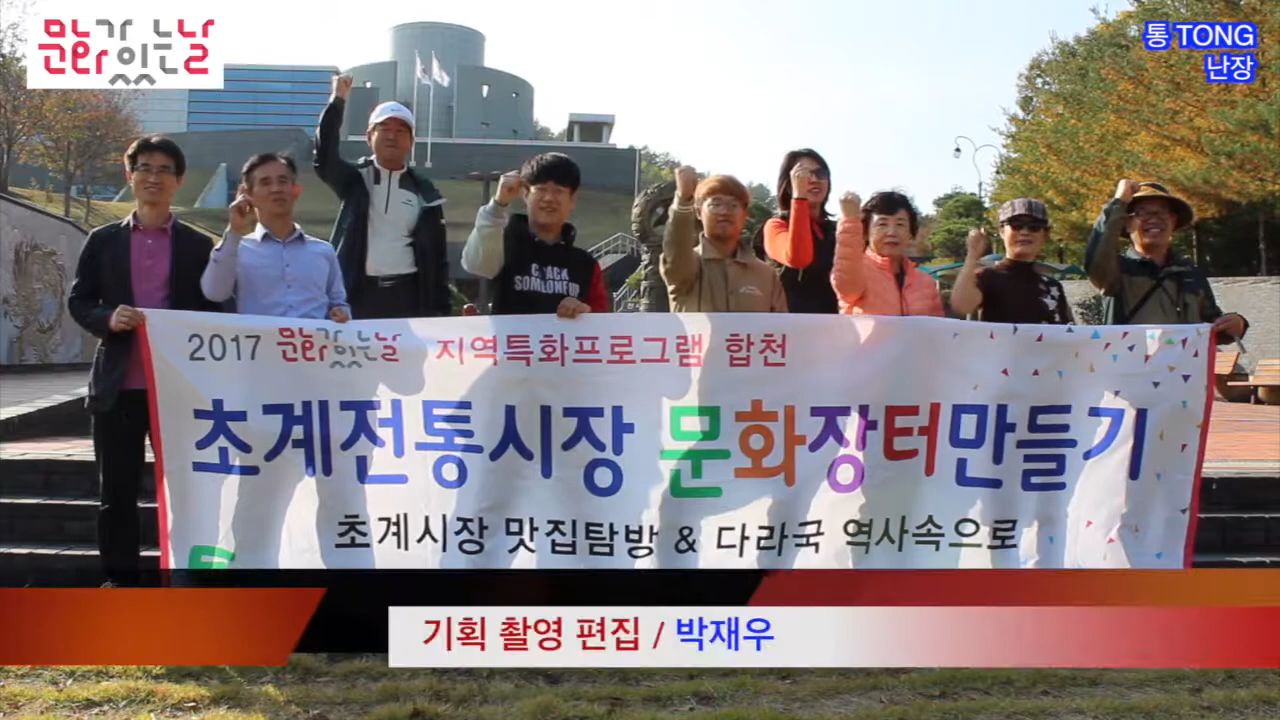 문화가 있는 날
통 TONG
난장
CRACK
SOMEONE UP
2017 문화가 있는 날 지역특화프로그램 합천
초계전통시장 문화장터만들기
초계시장 맛집탐방 & 다라국 역사속으로
기획 촬영 편집 / 박재우